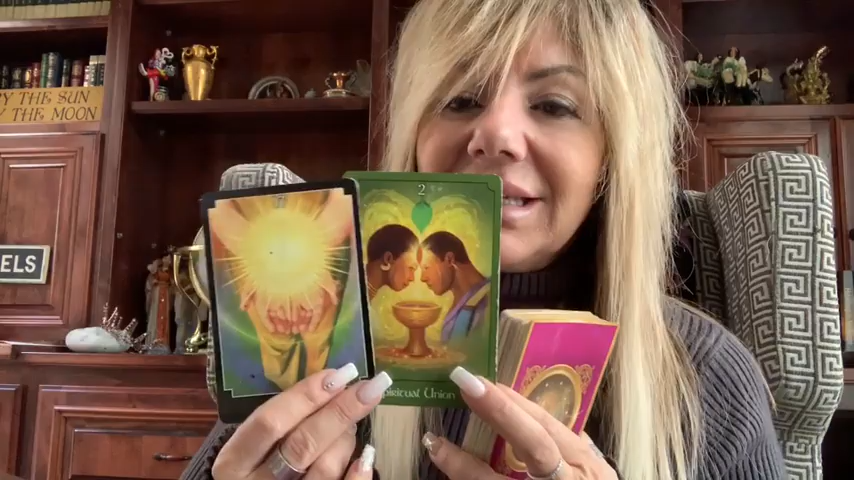 Y THE SUN
Y THE MOON
ELS
2
Spiritual Union